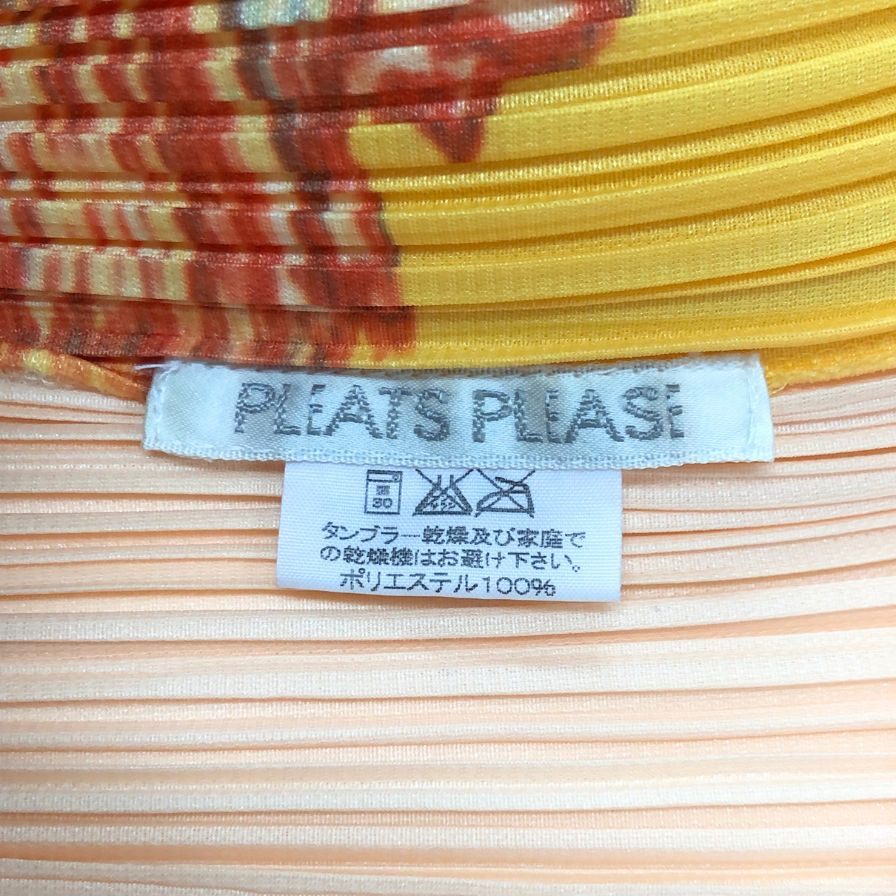 PLEATS PLEASE
30
タンブラー乾燥及び家庭で
の乾燥機はお避け下さい。
ポリエステル100%